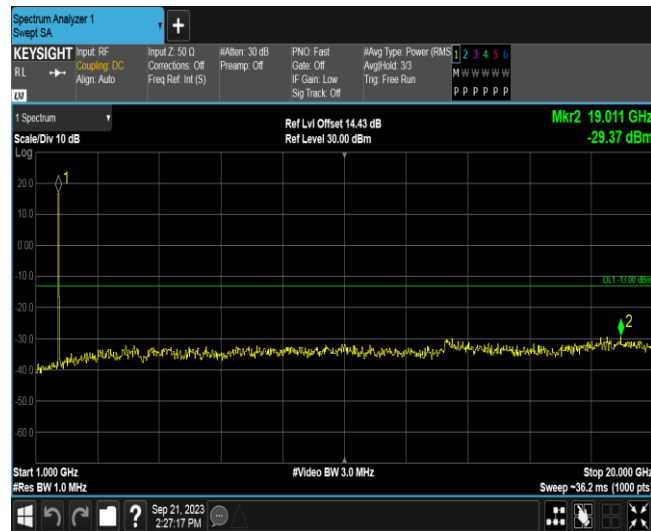 Spectrum Analyzer 1
Swept SA
KEYSIGHT
RL
LXI
Input: RF
Coupling: DC
Align: Auto
Input Z: 50 Ω
Corrections: Off
Freq Ref: Int (S)
#Atten: 30 dB
Preamp: Off
PNO: Fast
Gate: Off
IF Gain: Low
Sig Track: Off
#Avg Type: Power (RMS
Avg|Hold: 3/3
Trig: Free Run
1 2 3 4 5 6
M W W W W W
P P P P P P
1 Spectrum
Scale/Div 10 dB
Log
Ref Lvl Offset 14.43 dB
Ref Level 30.00 dBm
Mkr2 19.011 GHz
-29.37 dBm
1
20.0
10.0
0.00
-10.0
DL1 -13.00 dBm
-20.0
2
-30.0
-40.0
-50.0
-60.0
Start 1.000 GHz
#Video BW 3.0 MHz
Stop 20.000 GHz
#Res BW 1.0 MHz
Sweep ~36.2 ms (1000 pts)
Sep 21, 2023
2:27:17 PM